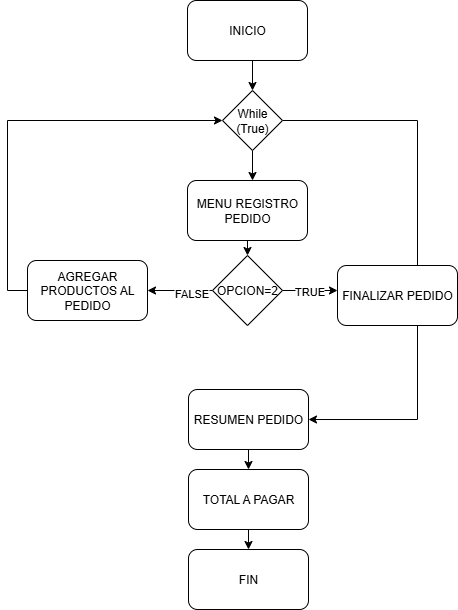 INICIO
While
(True)
MENU REGISTRO
PEDIDO
AGREGAR
PRODUCTOS AL
PEDIDO
FALSE
OPCION=2
TRUE
FINALIZAR PEDIDO
RESUMEN PEDIDO
TOTAL A PAGAR
FIN